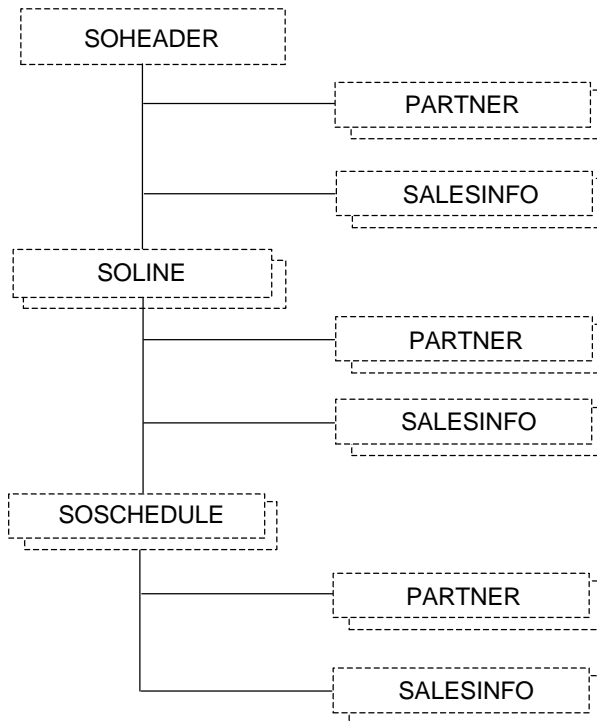 SOHEADER
PARTNER
SALESINFO
SOLINE
PARTNER
SALESINFO
SOSCHEDULE
PARTNER
SALESINFO